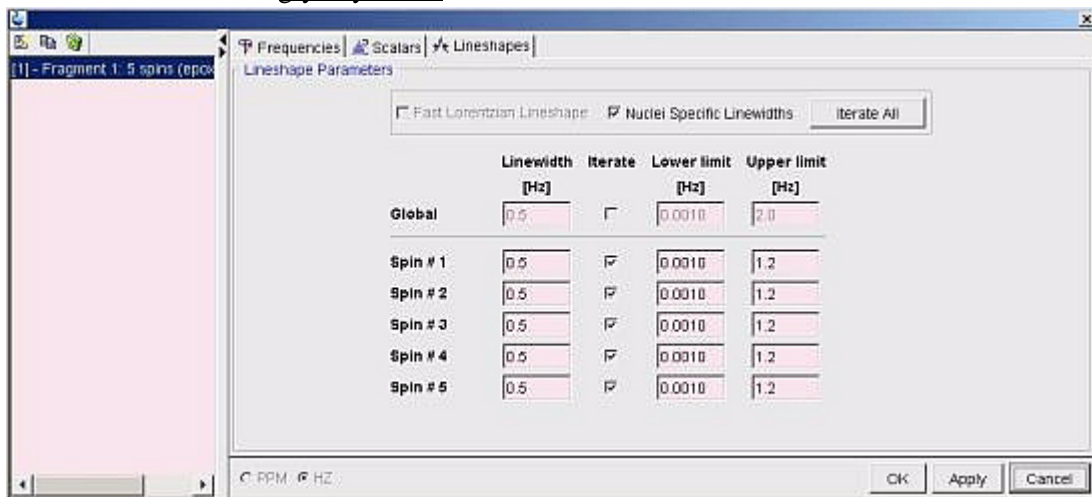 Frequencies Scalars Lineshapes
[1] - Fragment 1: 5 spins (epox
Lineshape Parameters
Fast Lorentzian Lineshape Nuclei Specific Linewidths Iterate All
Linewidth Iterate Lower limit Upper limit
[Hz] [Hz] [Hz]
Global 0.5 0.0010 2.0
Spin # 1 0.5 0.0010 1.2
Spin # 2 0.5 0.0010 1.2
Spin # 3 0.5 0.0010 1.2
Spin # 4 0.5 0.0010 1.2
Spin # 5 0.5 0.0010 1.2
PPM HZ OK Apply Cancel